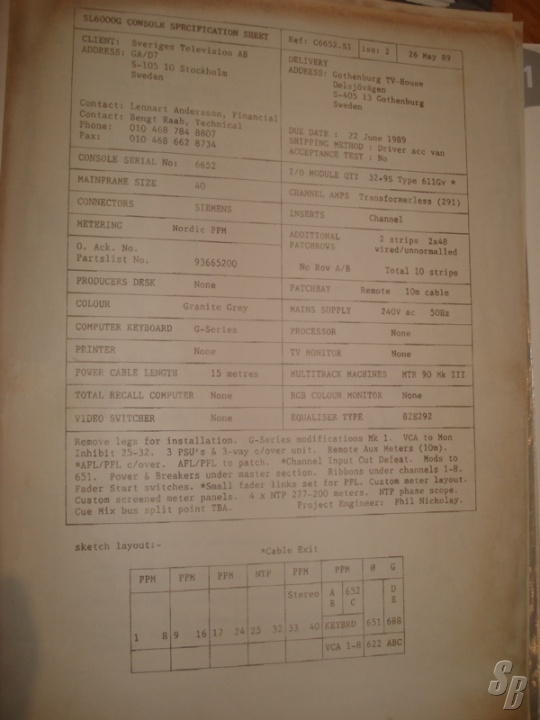 SL6000G CONSOLE SPECIFICATION SHEET
Ref: C6652.S1 iss: 2 26 May 89
CLIENT: Sveriges Television AB
ADDRESS: GA/D7
S-105 10 Stockholm
Sweden
DELIVERY
ADDRESS: Gothenburg TV-House
Delsjövägen
S-405 13 Gothenburg
Sweden
Contact: Lennart Andersson, Financial
Contact: Bengt Raah, Technical
Phone: 010 468 784 8807
Fax: 010 468 662 8734
DUE DATE : 22 June 1989
SHIPPING METHOD : Driver acc van
ACCEPTANCE TEST : No
CONSOLE SERIAL No: 6652
I/O MODULE QTY 32+95 Type 611Gv *
MAINFRAME SIZE 40
CHANNEL AMPS Transformerless (291)
CONNECTORS SIEMENS
INSERTS Channel
METERING Nordic PPM
ADDITIONAL 2 strips 2x48
PATCHROWS wired/unnormalled
No Row A/B Total 10 strips
O. Ack. No.
Partslist No. 93665200
PRODUCERS DESK None
PATCHBAY Remote 10m cable
COLOUR Granite Grey
MAINS SUPPLY 240V ac 50Hz
COMPUTER KEYBOARD G-Series
PROCESSOR None
PRINTER None
TV MONITOR None
POWER CABLE LENGTH 15 metres
MULTITRACK MACHINES MTR 90 Mk III
TOTAL RECALL COMPUTER None
RGB COLOUR MONITOR None
VIDEO SWITCHER None
EQUALISER TYPE 82E292
Remove legs for installation. G-Series modifications Mk 1. VCA to Mon
Inhibit 25-32. 3 PSU's & 3-way c/over unit. Remote Aux Meters (10m).
*AFL/PFL c/over. AFL/PFL to patch. *Channel Input Cut Defeat. Mods to
651. Power & Breakers under master section. Ribbons under channels 1-8.
Fader Start switches. *Small fader links set for PFL. Custom meter layout.
Custom screened meter panels. 4 x NTP 277-200 meters. NTP phase scope.
Cue Mix bus split point TBA. Project Engineer: Phil Nicholay.
sketch layout:-
*Cable Exit
PPM PPM PPM NTP PPM PPM Ø G
Stereo A 652 D
B C E
1 8 9 16 17 24 25 32 33 40 KEYBRD 651 688
VCA 1-8 622 ABC
SB